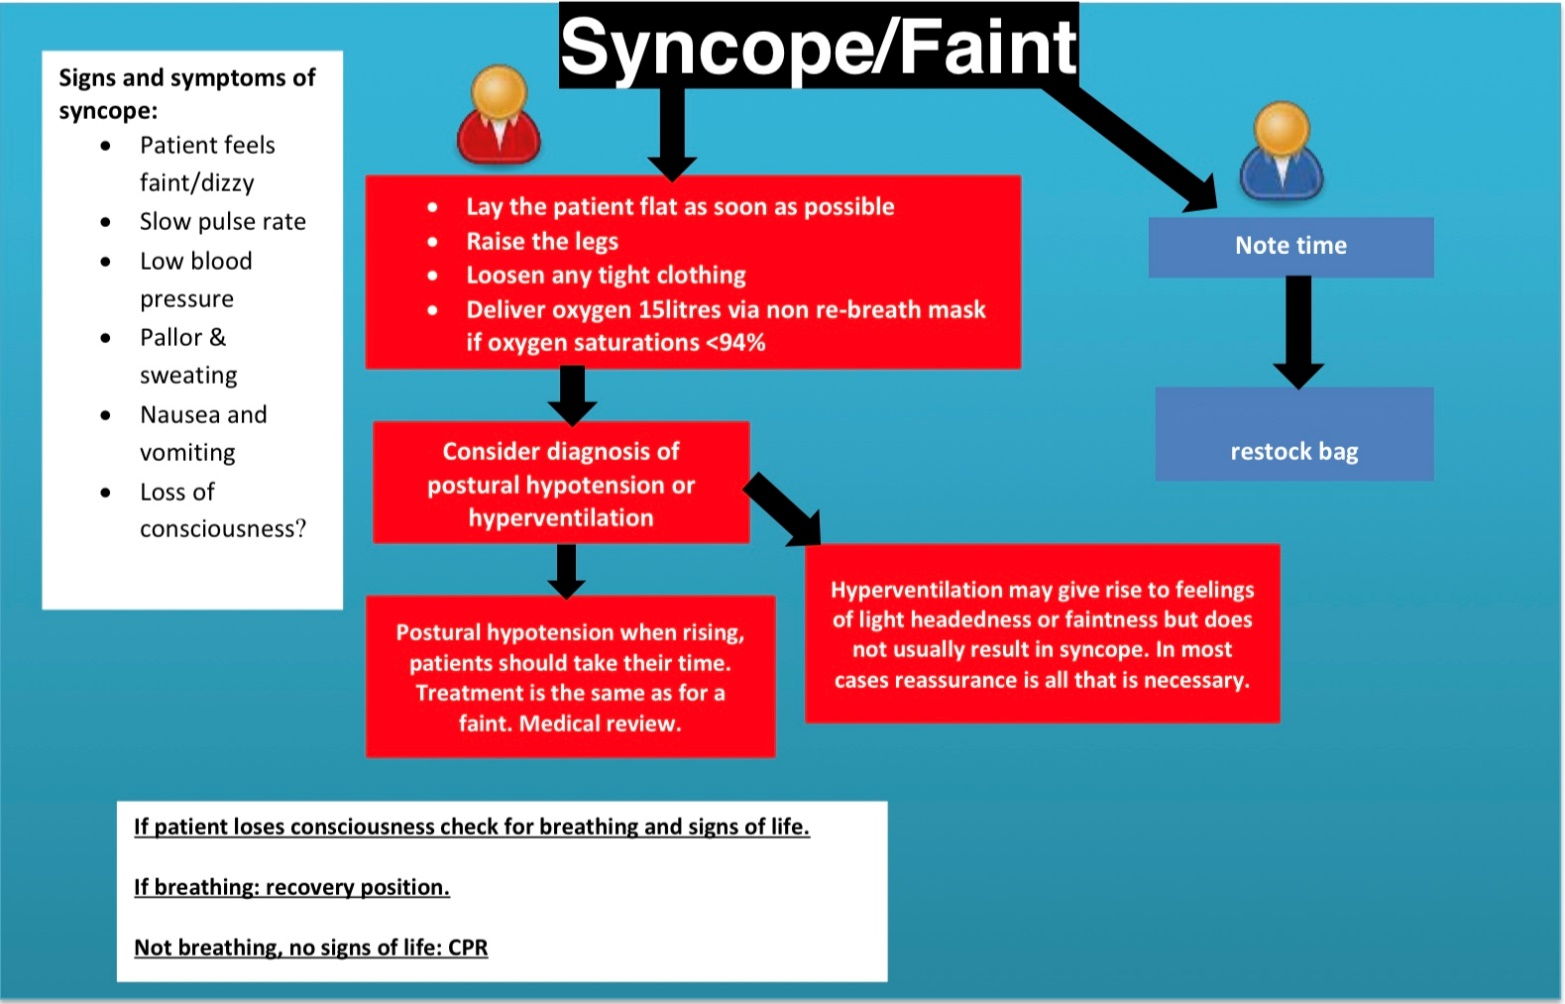 Syncope/Faint
Signs and symptoms of
syncope:
• Patient feels
faint/dizzy
• Slow pulse rate
• Low blood
pressure
• Pallor &
sweating
• Nausea and
vomiting
• Loss of
consciousness?
• Lay the patient flat as soon as possible
• Raise the legs
• Loosen any tight clothing
• Deliver oxygen 15litres via non re-breath mask
if oxygen saturations <94%
Note time
restock bag
Consider diagnosis of
postural hypotension or
hyperventilation
Postural hypotension when rising,
patients should take their time.
Treatment is the same as for a
faint. Medical review.
Hyperventilation may give rise to feelings
of light headedness or faintness but does
not usually result in syncope. In most
cases reassurance is all that is necessary.
If patient loses consciousness check for breathing and signs of life.
If breathing: recovery position.
Not breathing, no signs of life: CPR